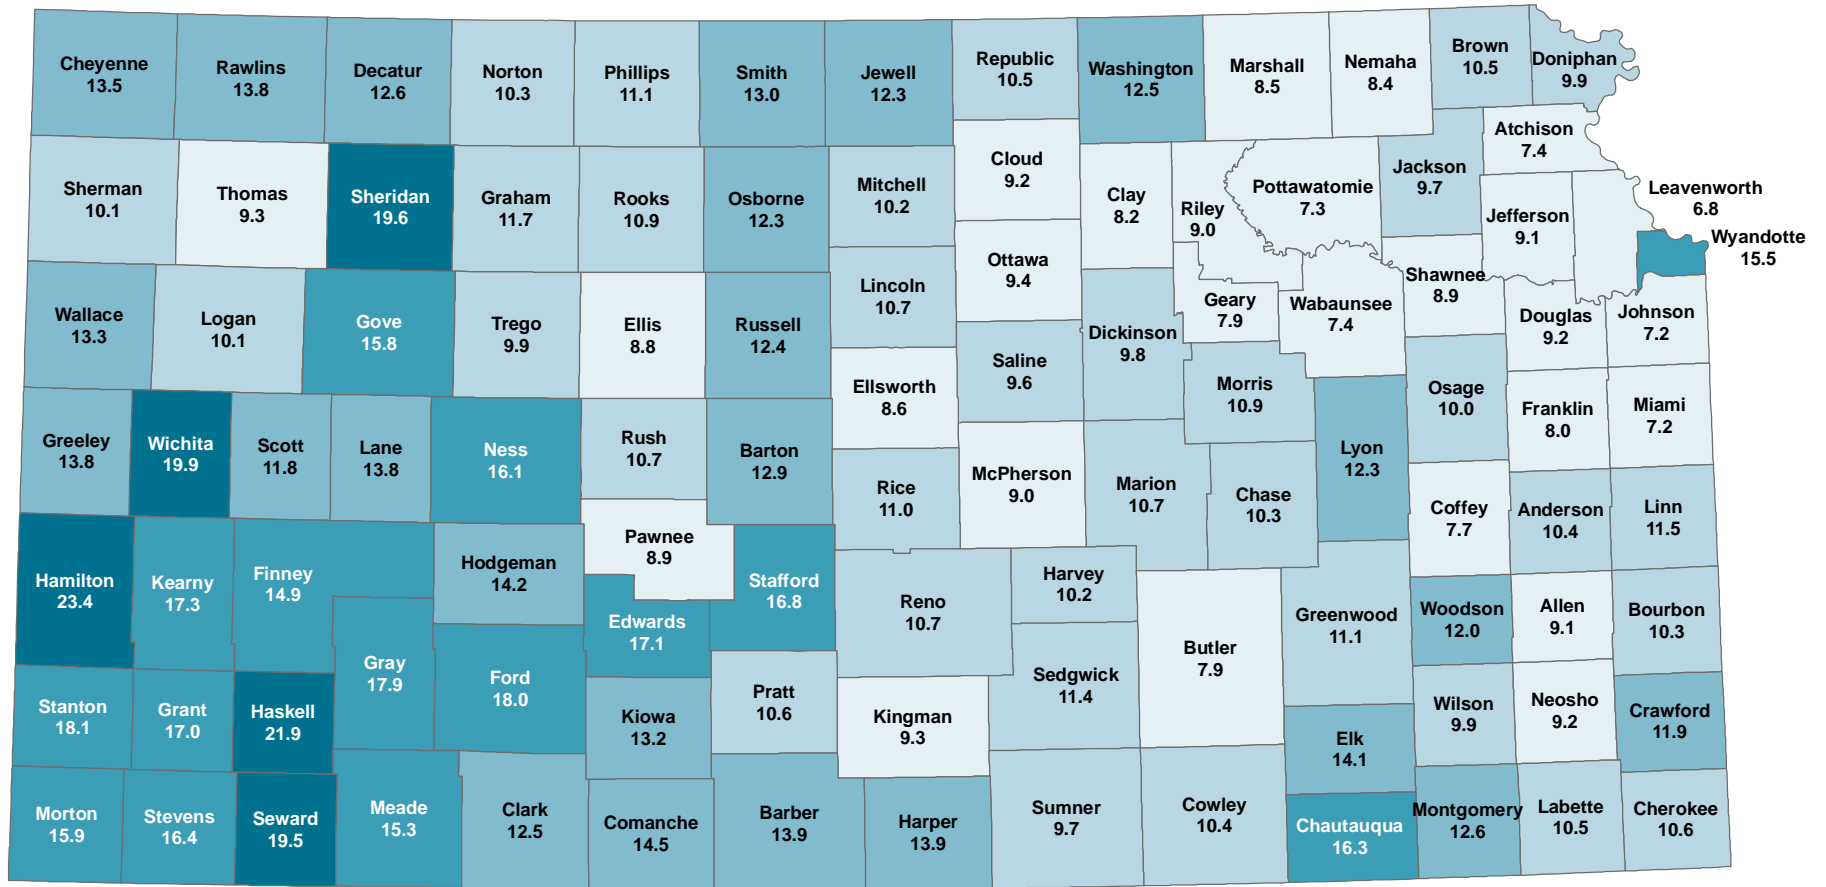 Cheyenne
13.5
Rawlins
13.8
Decatur
12.6
Norton
10.3
Phillips
11.1
Smith
13.0
Jewell
12.3
Republic
10.5
Washington
12.5
Marshall
8.5
Nemaha
8.4
Brown
10.5
Doniphan
9.9
Sherman
10.1
Thomas
9.3
Sheridan
19.6
Graham
11.7
Rooks
10.9
Osborne
12.3
Mitchell
10.2
Cloud
9.2
Clay
8.2
Riley
9.0
Pottawatomie
7.3
Jackson
9.7
Atchison
7.4
Jefferson
9.1
Leavenworth
6.8
Wyandotte
15.5
Wallace
13.3
Logan
10.1
Gove
15.8
Trego
9.9
Ellis
8.8
Russell
12.4
Lincoln
10.7
Ottawa
9.4
Saline
9.6
Dickinson
9.8
Geary
7.9
Wabaunsee
7.4
Shawnee
8.9
Douglas
9.2
Johnson
7.2
Greeley
13.8
Wichita
19.9
Scott
11.8
Lane
13.8
Ness
16.1
Rush
10.7
Barton
12.9
Ellsworth
8.6
Rice
11.0
McPherson
9.0
Marion
10.7
Morris
10.9
Chase
10.3
Lyon
12.3
Osage
10.0
Franklin
8.0
Miami
7.2
Coffey
7.7
Anderson
10.4
Linn
11.5
Hamilton
23.4
Kearny
17.3
Finney
14.9
Hodgeman
14.2
Pawnee
8.9
Edwards
17.1
Stafford
16.8
Reno
10.7
Harvey
10.2
Butler
7.9
Greenwood
11.1
Woodson
12.0
Allen
9.1
Bourbon
10.3
Stanton
18.1
Grant
17.0
Haskell
21.9
Gray
17.9
Ford
18.0
Kiowa
13.2
Pratt
10.6
Kingman
9.3
Sedgwick
11.4
Elk
14.1
Wilson
9.9
Neosho
9.2
Crawford
11.9
Morton
15.9
Stevens
16.4
Seward
19.5
Meade
15.3
Clark
12.5
Comanche
14.5
Barber
13.9
Harper
13.9
Sumner
9.7
Cowley
10.4
Chautauqua
16.3
Montgomery
12.6
Labette
10.5
Cherokee
10.6